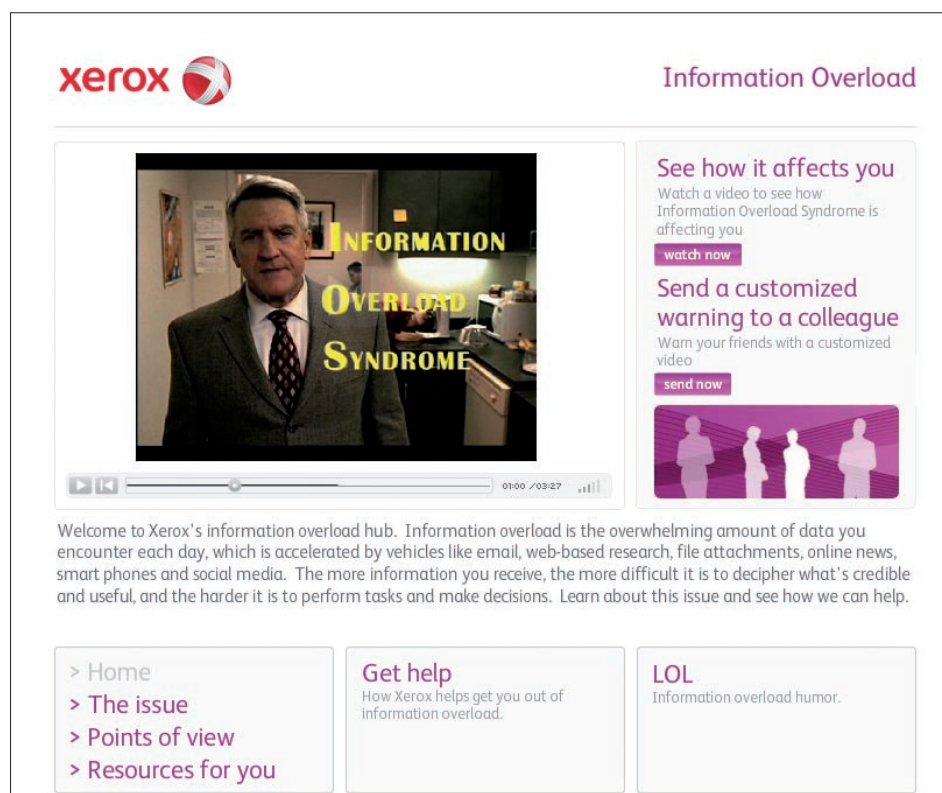 xerox
Information Overload
INFORMATION
OVERLOAD
SYNDROME
01:00 / 03:27
See how it affects you
Watch a video to see how
Information Overload Syndrome is
affecting you
watch now
Send a customized
warning to a colleague
Warn your friends with a customized
video
send now
Welcome to Xerox's information overload hub.  Information overload is the overwhelming amount of data you
encounter each day, which is accelerated by vehicles like email, web-based research, file attachments, online news,
smart phones and social media.  The more information you receive, the more difficult it is to decipher what's credible
and useful, and the harder it is to perform tasks and make decisions.  Learn about this issue and see how we can help.
> Home
> The issue
> Points of view
> Resources for you
Get help
How Xerox helps get you out of
information overload.
LOL
Information overload humor.